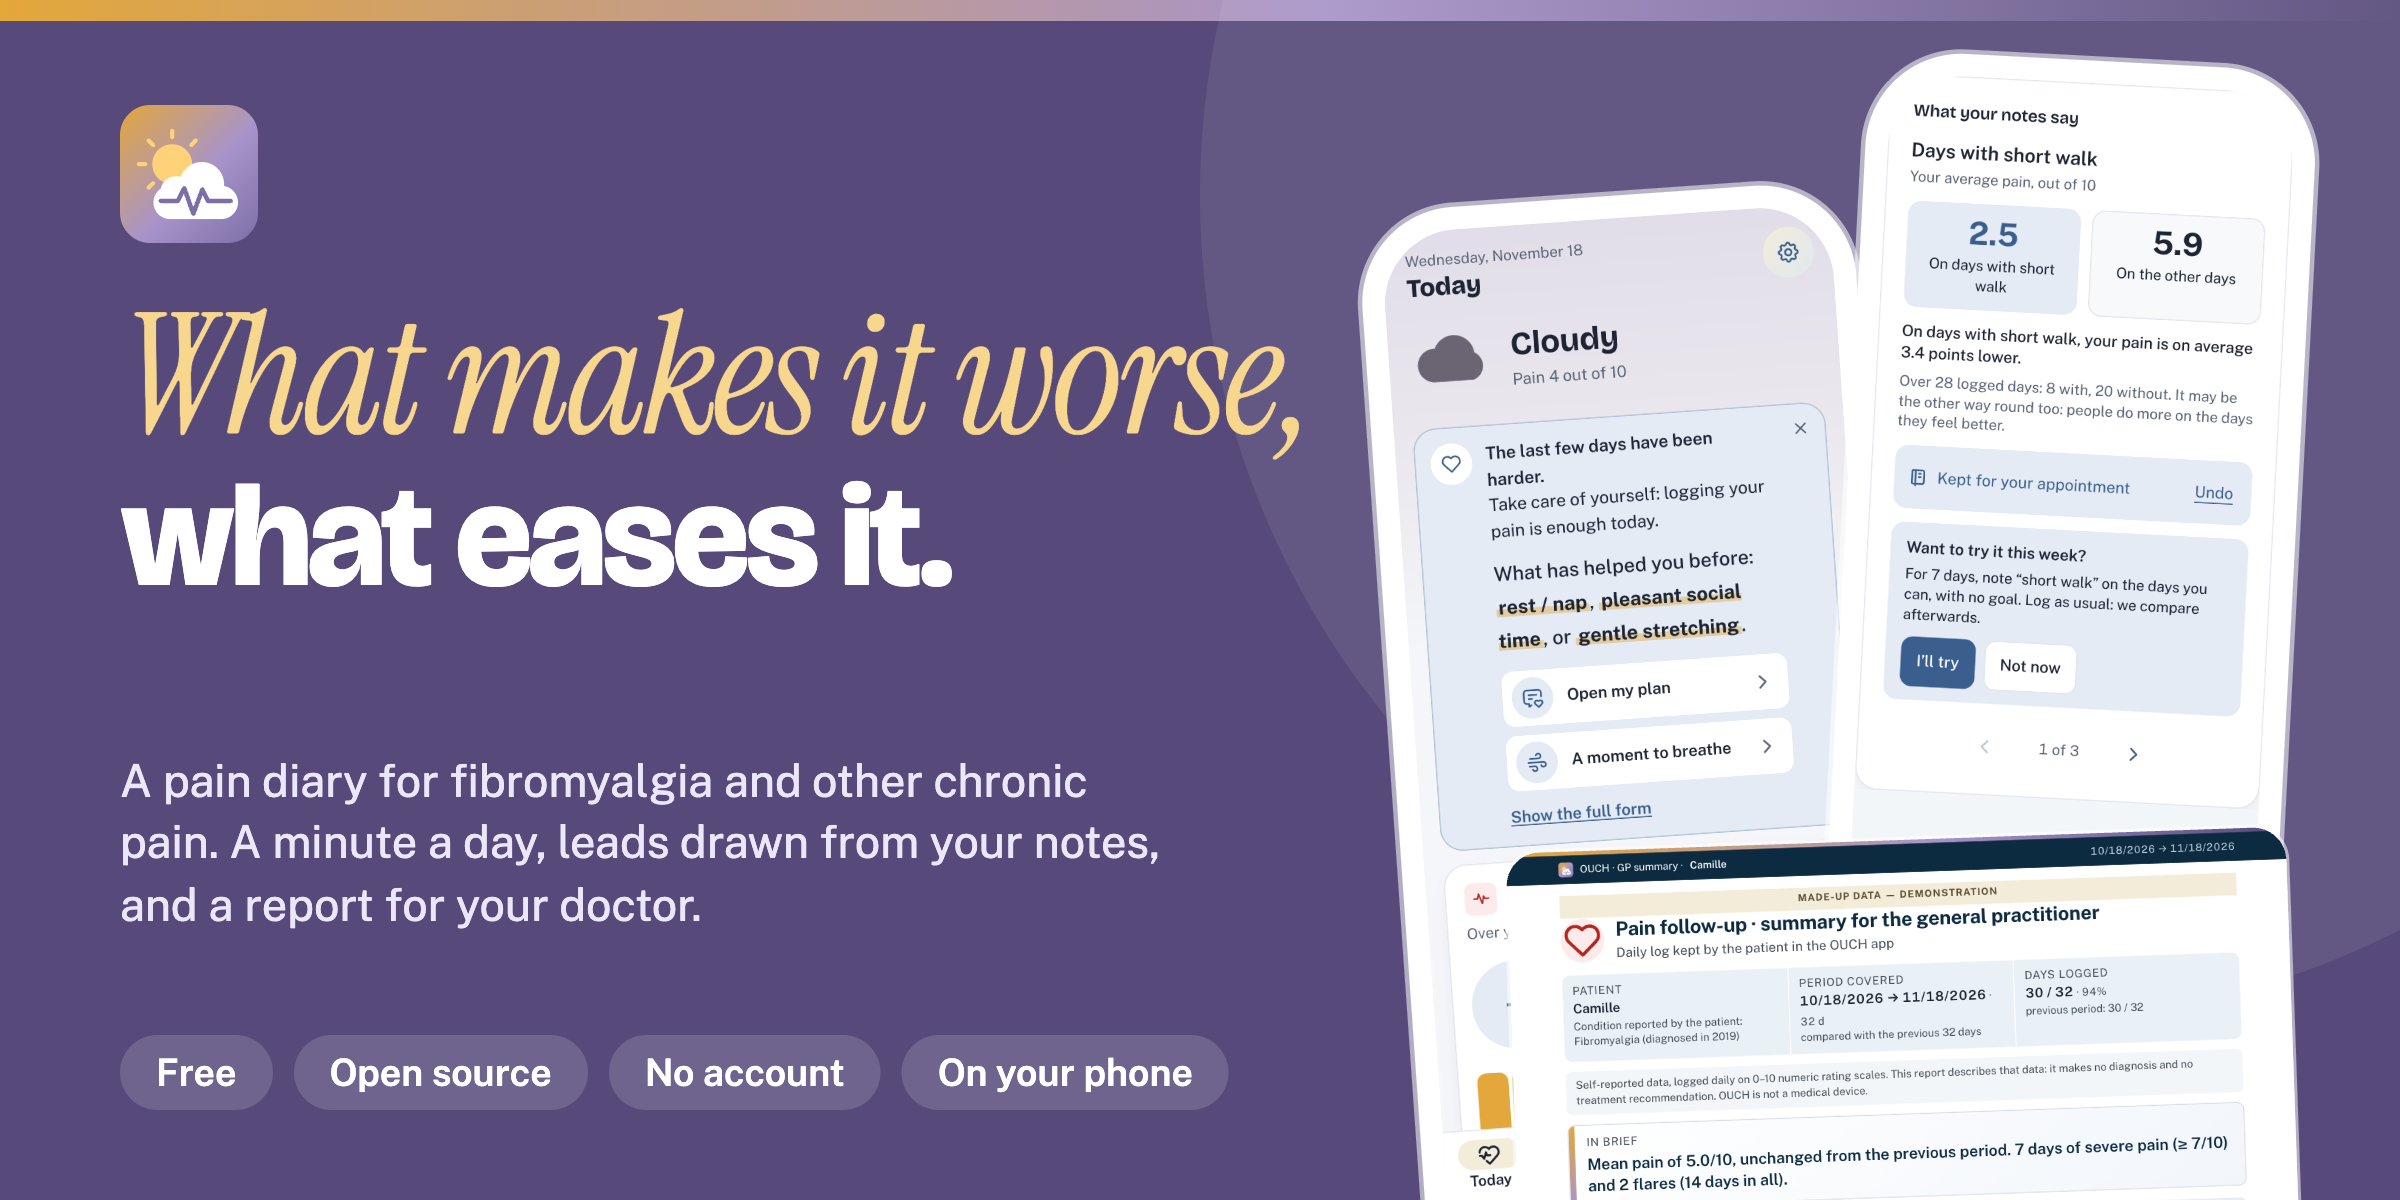 What makes it worse,
what eases it.
A pain diary for fibromyalgia and other chronic
pain. A minute a day, leads drawn from your notes,
and a report for your doctor.
Free
Open source
No account
On your phone
Wednesday, November 18
Today
Cloudy
Pain 4 out of 10
The last few days have been
harder.
Take care of yourself: logging your
pain is enough today.
What has helped you before:
rest / nap, pleasant social
time, or gentle stretching.
Open my plan
A moment to breathe
Show the full form
Over y
Today
What your notes say
Days with short walk
Your average pain, out of 10
2.5
On days with short
walk
5.9
On the other days
On days with short walk, your pain is on average
3.4 points lower.
Over 28 logged days: 8 with, 20 without. It may be
the other way round too: people do more on the days
they feel better.
Kept for your appointment
Undo
Want to try it this week?
For 7 days, note “short walk” on the days you
can, with no goal. Log as usual: we compare
afterwards.
I'll try
Not now
1 of 3
OUCH · GP summary · Camille
10/18/2026 → 11/18/2026
MADE-UP DATA — DEMONSTRATION
Pain follow-up · summary for the general practitioner
Daily log kept by the patient in the OUCH app
PATIENT
Camille
Condition reported by the patient:
Fibromyalgia (diagnosed in 2019)
PERIOD COVERED
10/18/2026 → 11/18/2026 ·
32 d
compared with the previous 32 days
DAYS LOGGED
30 / 32 · 94%
previous period: 30 / 32
Self-reported data, logged daily on 0–10 numeric rating scales. This report describes that data: it makes no diagnosis and no
treatment recommendation. OUCH is not a medical device.
IN BRIEF
Mean pain of 5.0/10, unchanged from the previous period. 7 days of severe pain (≥ 7/10)
and 2 flares (14 days in all).